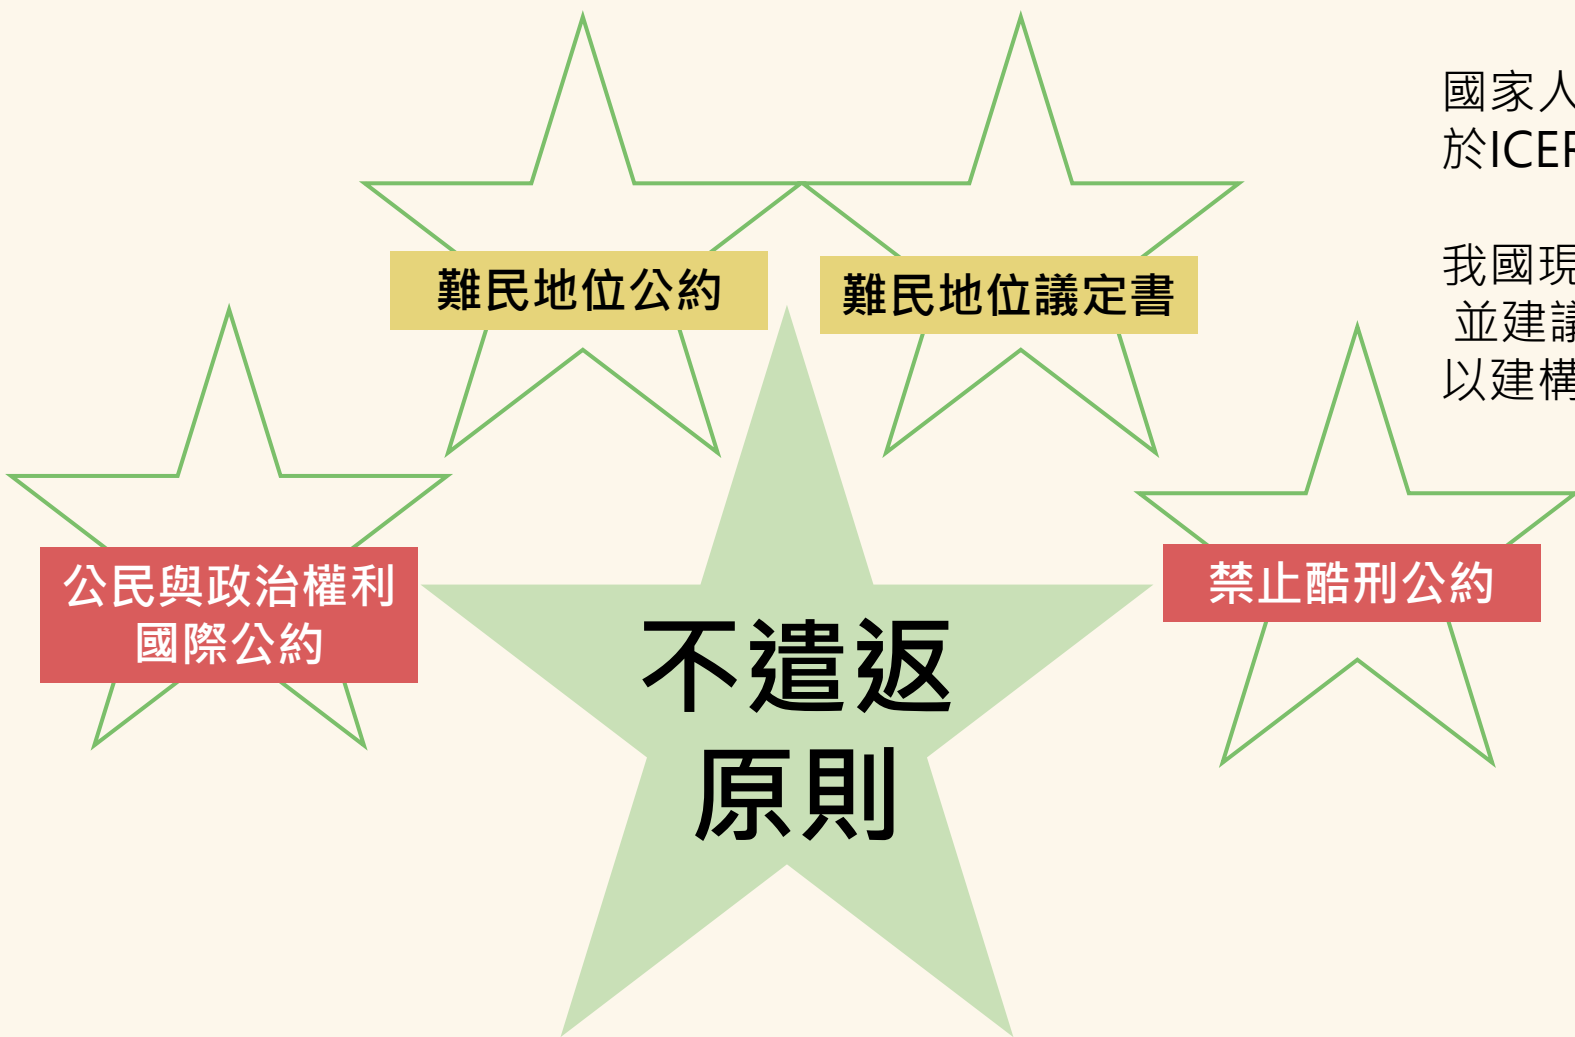 難民地位公約
難民地位議定書
公民與政治權利
國際公約
禁止酷刑公約
不遣返
原則
國家人
於ICER
我國現
並建議
以建構